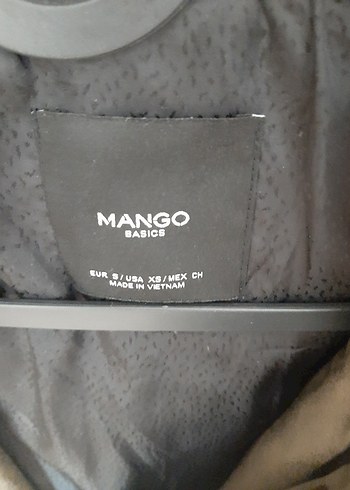 MANGO
BASICS
EUR S / USA XS / MEX CH
MADE IN VIETNAM